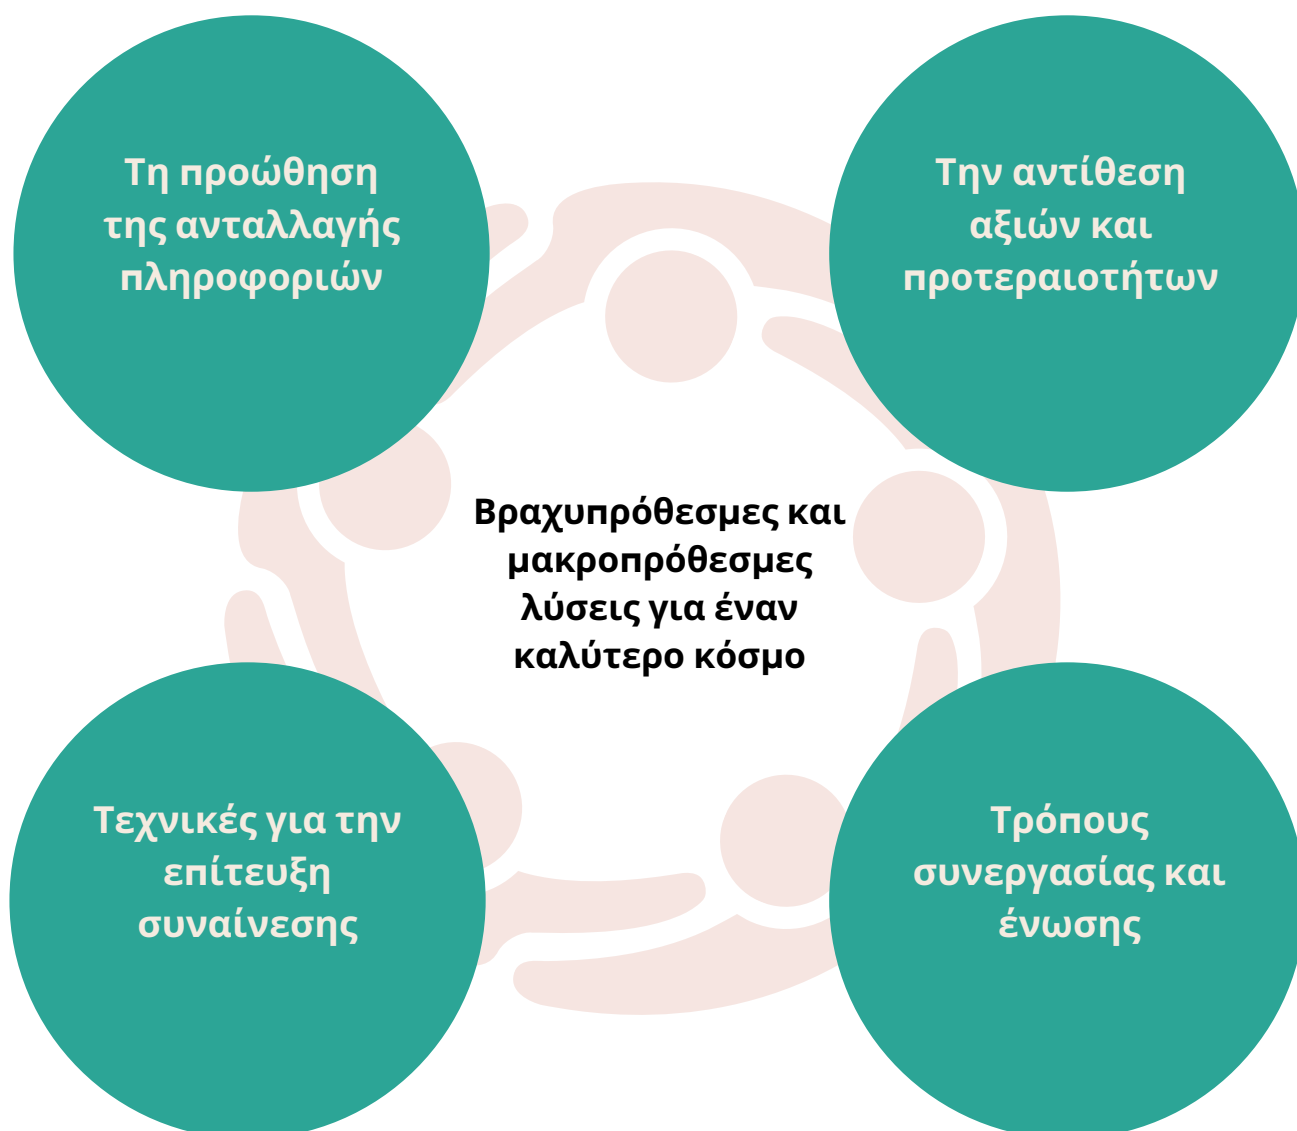 Τη προώθηση
της ανταλλαγής
πληροφοριών
Την αντίθεση
αξιών και
προτεραιοτήτων
Βραχυπρόθεσμες και
μακροπρόθεσμες
λύσεις για έναν
καλύτερο κόσμο
Τεχνικές για την
επίτευξη
συναίνεσης
Τρόπους
συνεργασίας και
ένωσης